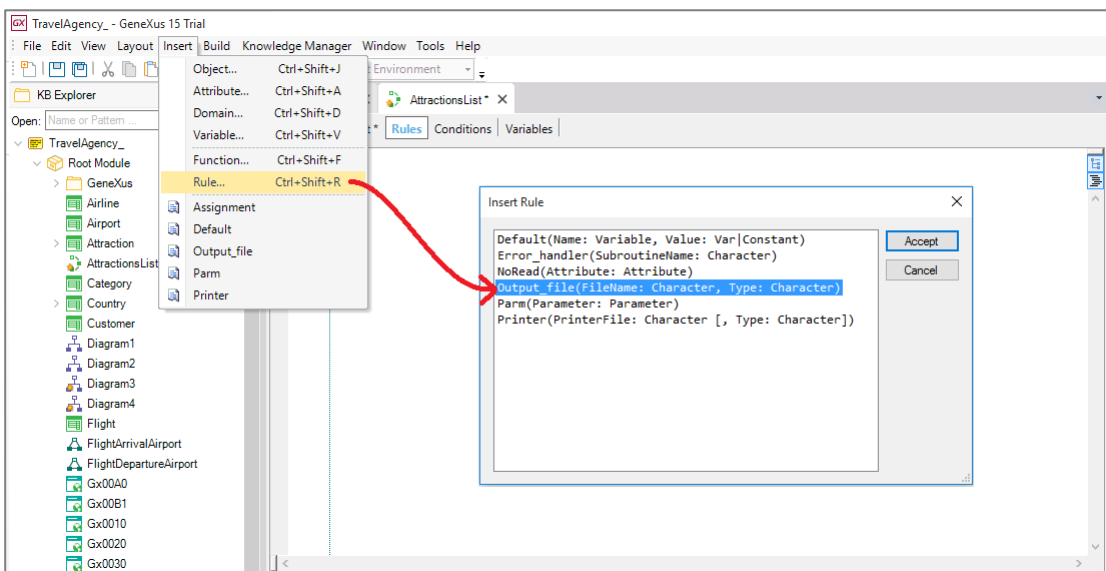 GX TravelAgency_ - GeneXus 15 Trial
File Edit View Layout Insert Build Knowledge Manager Window Tools Help
Object... Ctrl+Shift+J
Attribute... Ctrl+Shift+A
Domain... Ctrl+Shift+D
Variable... Ctrl+Shift+V
Function... Ctrl+Shift+F
Rule... Ctrl+Shift+R
Assignment
Default
Output_file
Parm
Printer
Environment
KB Explorer
Open: Name or Pattern ...
TravelAgency_
Root Module
GeneXus
Airline
Airport
Attraction
AttractionsList
Category
Country
Customer
Diagram1
Diagram2
Diagram3
Diagram4
Flight
FlightArrivalAirport
FlightDepartureAirport
Gx00A0
Gx00B1
Gx0010
Gx0020
Gx0030
AttractionsList* X
* Rules Conditions Variables
Insert Rule
Default(Name: Variable, Value: Var|Constant)
Error_handler(SubroutineName: Character)
NoRead(Attribute: Attribute)
Output_file(FileName: Character, Type: Character)
Parm(Parameter: Parameter)
Printer(PrinterFile: Character [, Type: Character])
Accept
Cancel